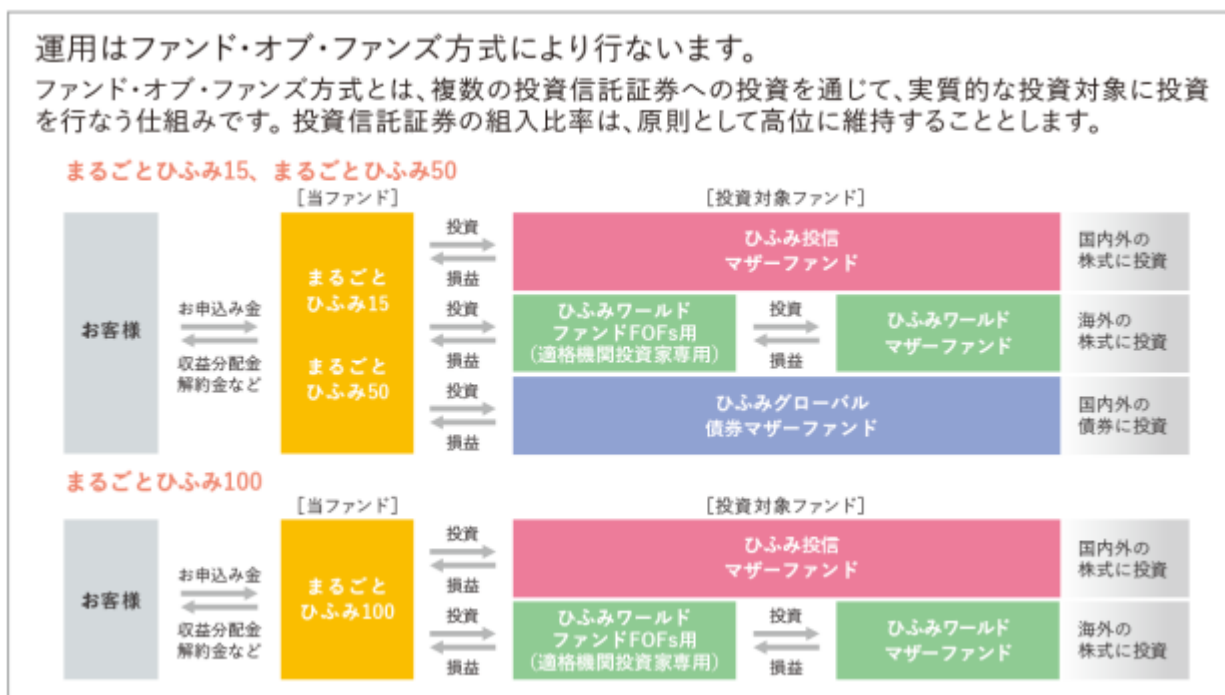 運用はファンド・オブ・ファンズ方式により行ないます。
ファンド・オブ・ファンズ方式とは、複数の投資信託証券への投資を通じて、実質的な投資対象に投資
を行なう仕組みです。投資信託証券の組入比率は、原則として高位に維持することとします。
まるごとひふみ15、まるごとひふみ50
[当ファンド]
[投資対象ファンド]
お客様
お申込み金
収益分配金
解約金など
まるごと
ひふみ15
まるごと
ひふみ50
投資
損益
ひふみ投信
マザーファンド
国内外の
株式に投資
投資
損益
ひふみワールド
ファンドFOFs用
(適格機関投資家専用)
投資
損益
ひふみワールド
マザーファンド
海外の
株式に投資
投資
損益
ひふみグローバル
債券マザーファンド
国内外の
債券に投資
まるごとひふみ100
[当ファンド]
[投資対象ファンド]
お客様
お申込み金
収益分配金
解約金など
まるごと
ひふみ100
投資
損益
ひふみ投信
マザーファンド
国内外の
株式に投資
投資
損益
ひふみワールド
ファンドFOFs用
(適格機関投資家専用)
投資
損益
ひふみワールド
マザーファンド
海外の
株式に投資